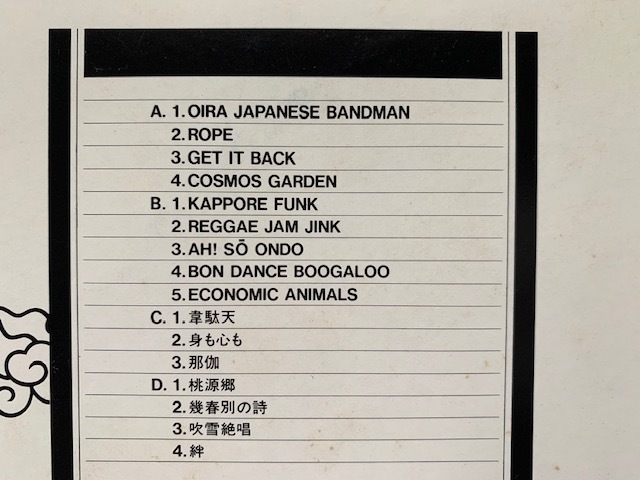 A. 1. OIRA JAPANESE BANDMAN
2. ROPE
3. GET IT BACK
4. COSMOS GARDEN
B. 1. KAPPORE FUNK
2. REGGAE JAM JINK
3. AH! SŌ ONDO
4. BON DANCE BOOGALOO
5. ECONOMIC ANIMALS
C. 1. 韋駄天
2. 身も心も
3. 那伽
D. 1. 桃源郷
2. 幾春別の詩
3. 吹雪絶唱
4. 絆